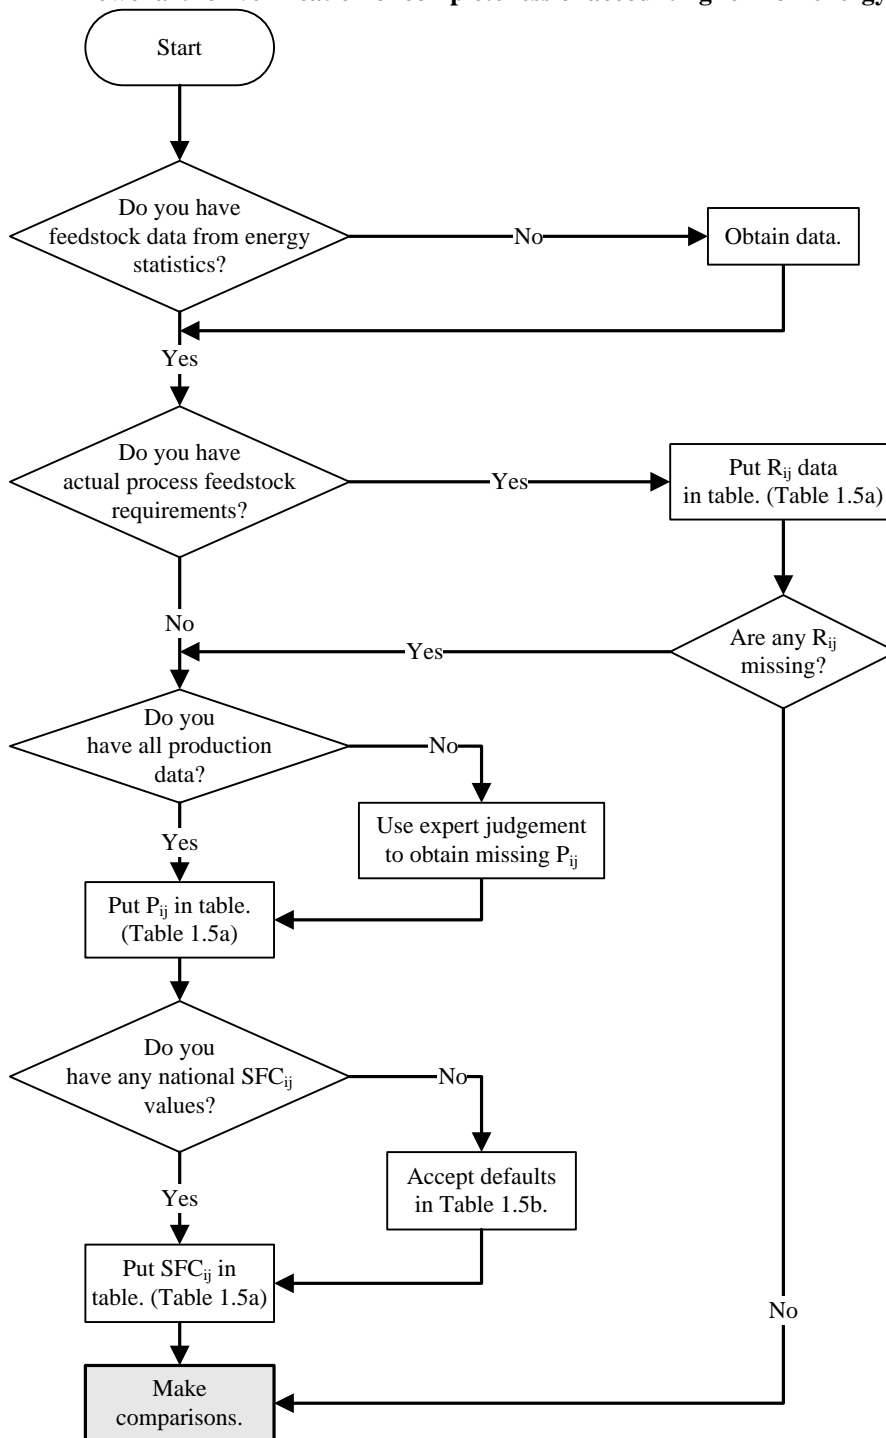 Start
Do you have
feedstock data from energy
statistics?
No
Obtain data.
Yes
Do you have
actual process feedstock
requirements?
Yes
Put Rij data
in table. (Table 1.5a)
No
Yes
Are any Rij
missing?
Do you
have all production
data?
No
Use expert judgement
to obtain missing Pij
Yes
Put Pij in table.
(Table 1.5a)
Do you
have any national SFCij
values?
No
Accept defaults
in Table 1.5b.
Yes
Put SFCij in
table. (Table 1.5a)
No
Make
comparisons.